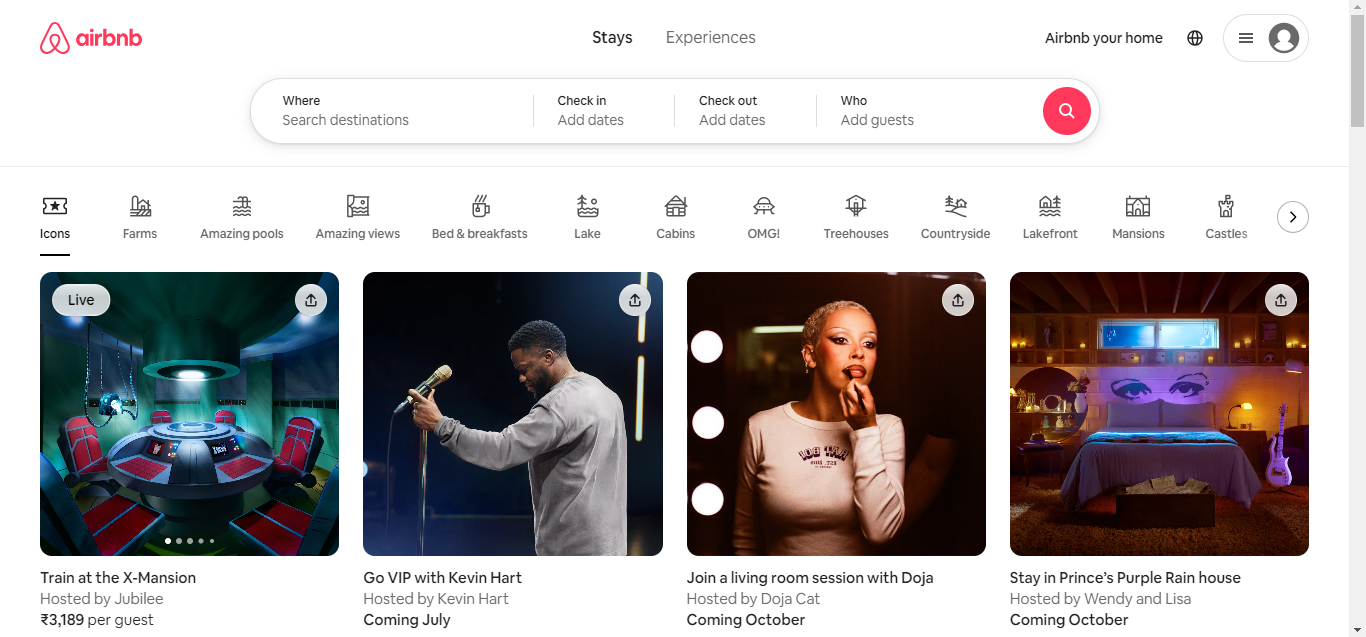 airbnb
Stays
Experiences
Airbnb your home
Where
Search destinations
Check in
Add dates
Check out
Add dates
Who
Add guests
Icons
Farms
Amazing pools
Amazing views
Bed & breakfasts
Lake
Cabins
OMG!
Treehouses
Countryside
Lakefront
Mansions
Castles
Live
Train at the X-Mansion
Hosted by Jubilee
₹3,189 per guest
Go VIP with Kevin Hart
Hosted by Kevin Hart
Coming July
Join a living room session with Doja
Hosted by Doja Cat
Coming October
Stay in Prince’s Purple Rain house
Hosted by Wendy and Lisa
Coming October